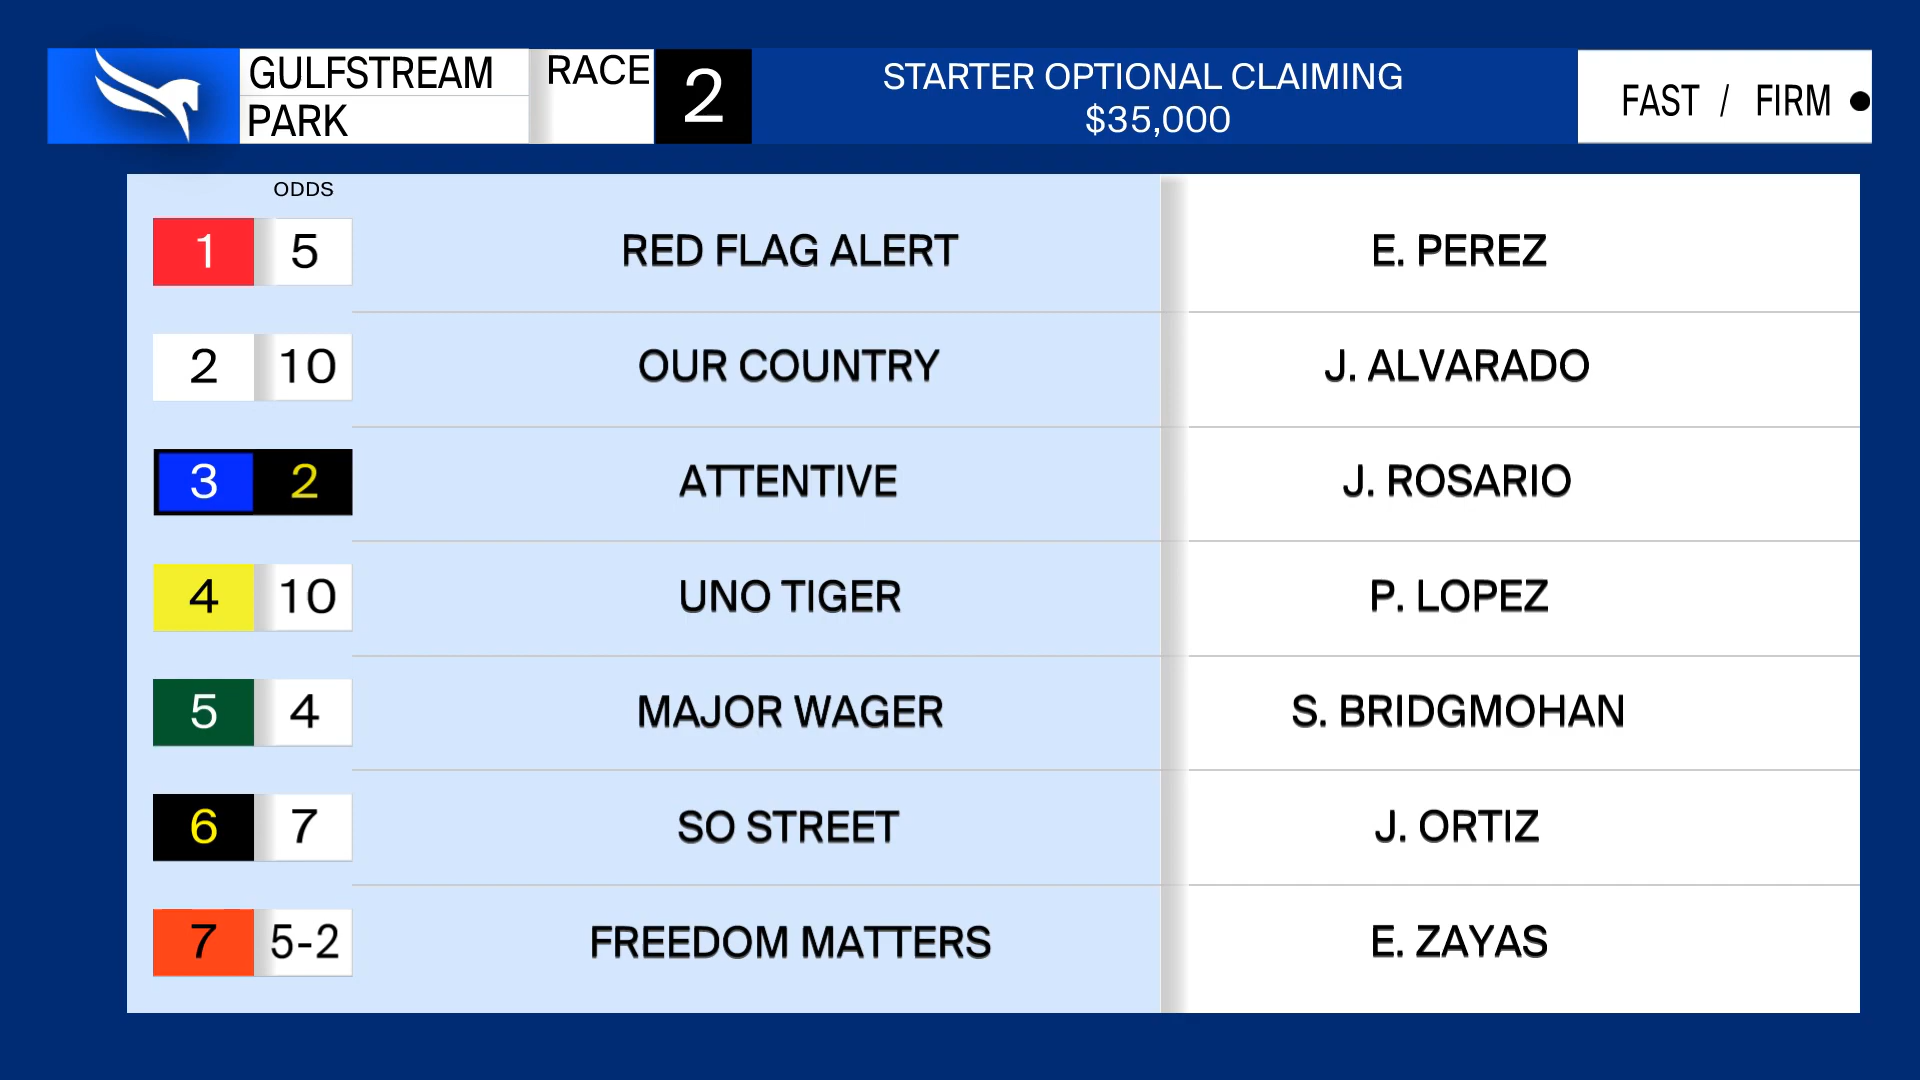 GULFSTREAM PARK RACE 2 STARTER OPTIONAL CLAIMING $35,000 FAST / FIRM
ODDS
1 5 RED FLAG ALERT E. PEREZ
2 10 OUR COUNTRY J. ALVARADO
3 2 ATTENTIVE J. ROSARIO
4 10 UNO TIGER P. LOPEZ
5 4 MAJOR WAGER S. BRIDGMOHAN
6 7 SO STREET J. ORTIZ
7 5-2 FREEDOM MATTERS E. ZAYAS